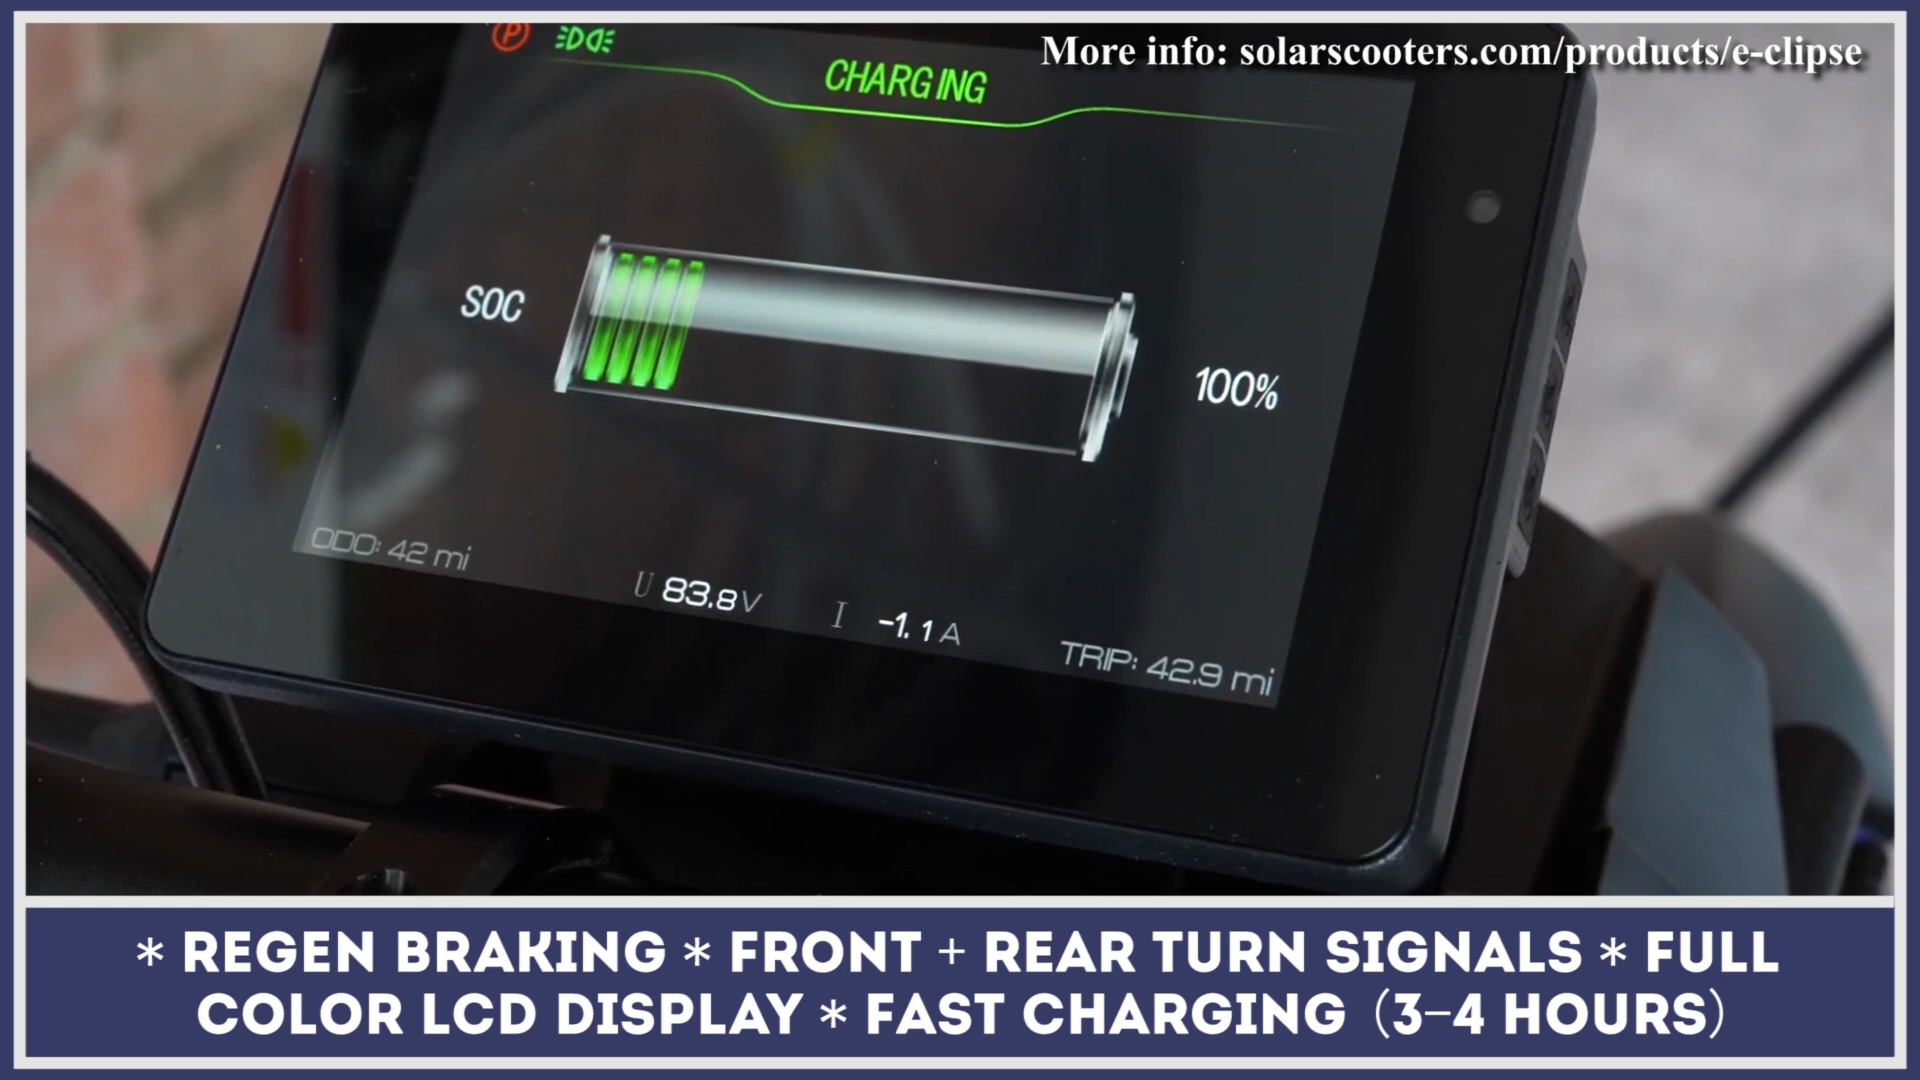 P
More info: solarscooters.com/products/e-clipse
CHARGING
SOC
100%
ODO: 42 mi
U 83.8V
I -1.1A
TRIP: 42.9 mi
* REGEN BRAKING * FRONT + REAR TURN SIGNALS * FULL
COLOR LCD DISPLAY * FAST CHARGING (3–4 HOURS)